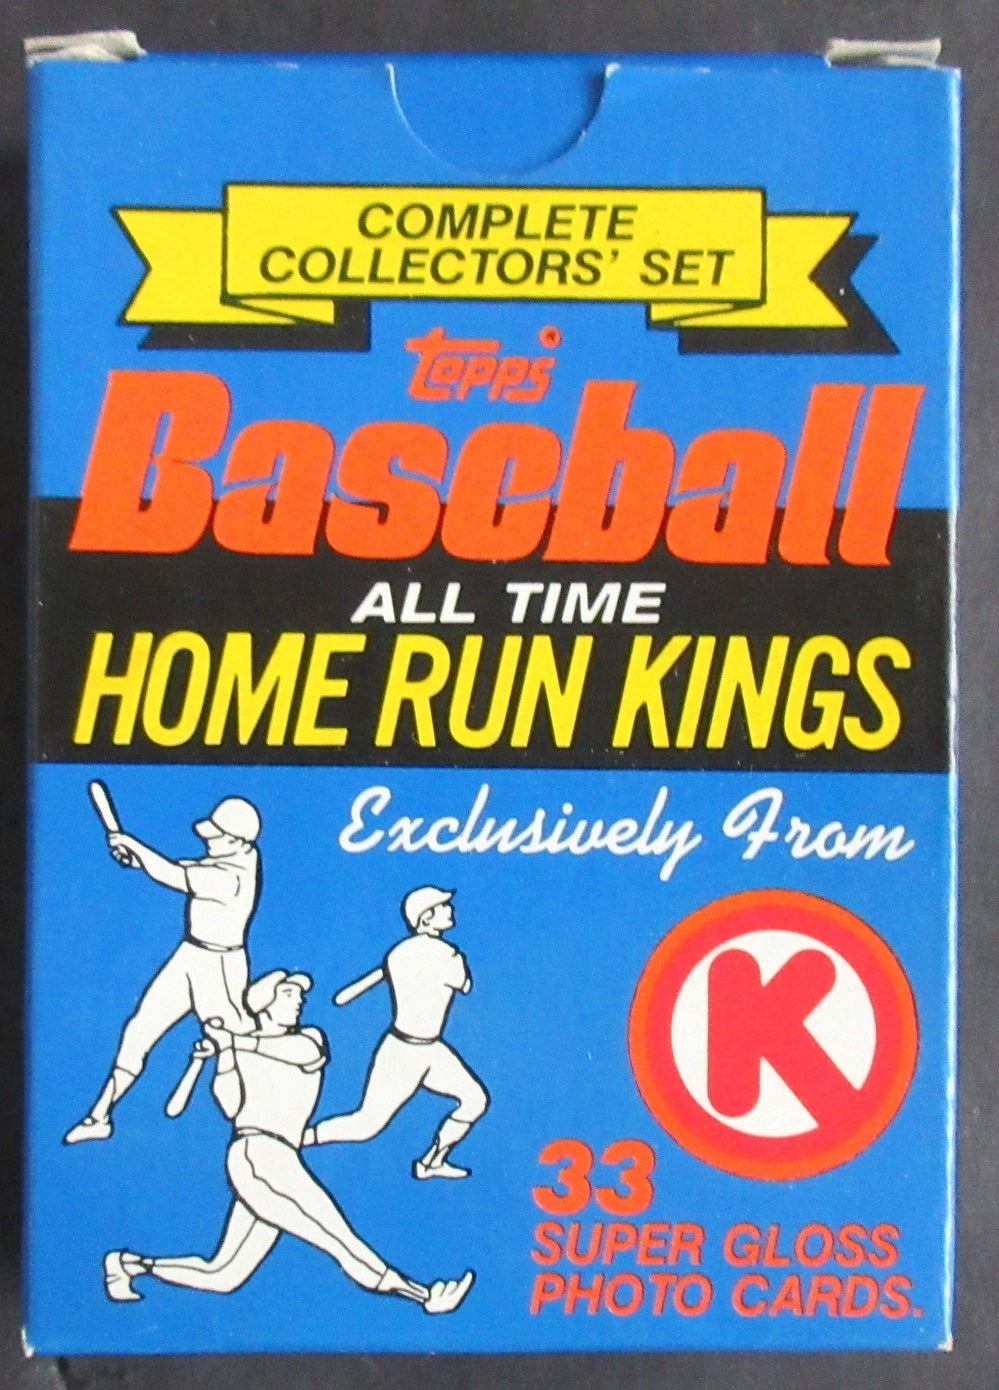 COMPLETE
COLLECTORS' SET
topps
Baseball
ALL TIME
HOME RUN KINGS
Exclusively From
K
33
SUPER GLOSS
PHOTO CARDS.